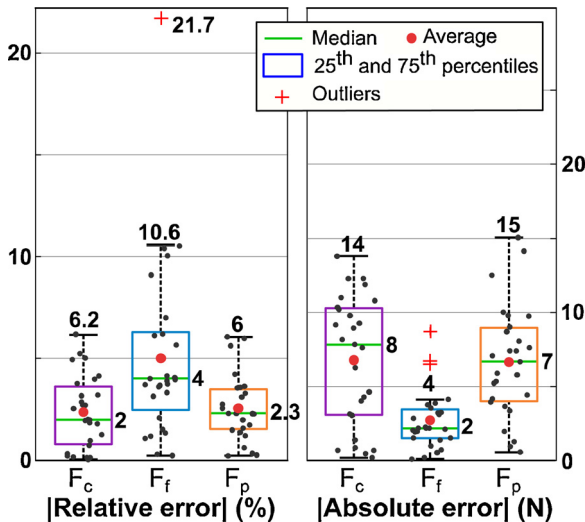 Median Average
25th and 75th percentiles
Outliers
20
10
0
21.7
10.6
6.2
6
2
4
2.3
Fc Ff Fp
|Relative error| (%)
20
10
0
14
15
4
8
2
7
Fc Ff Fp
|Absolute error| (N)